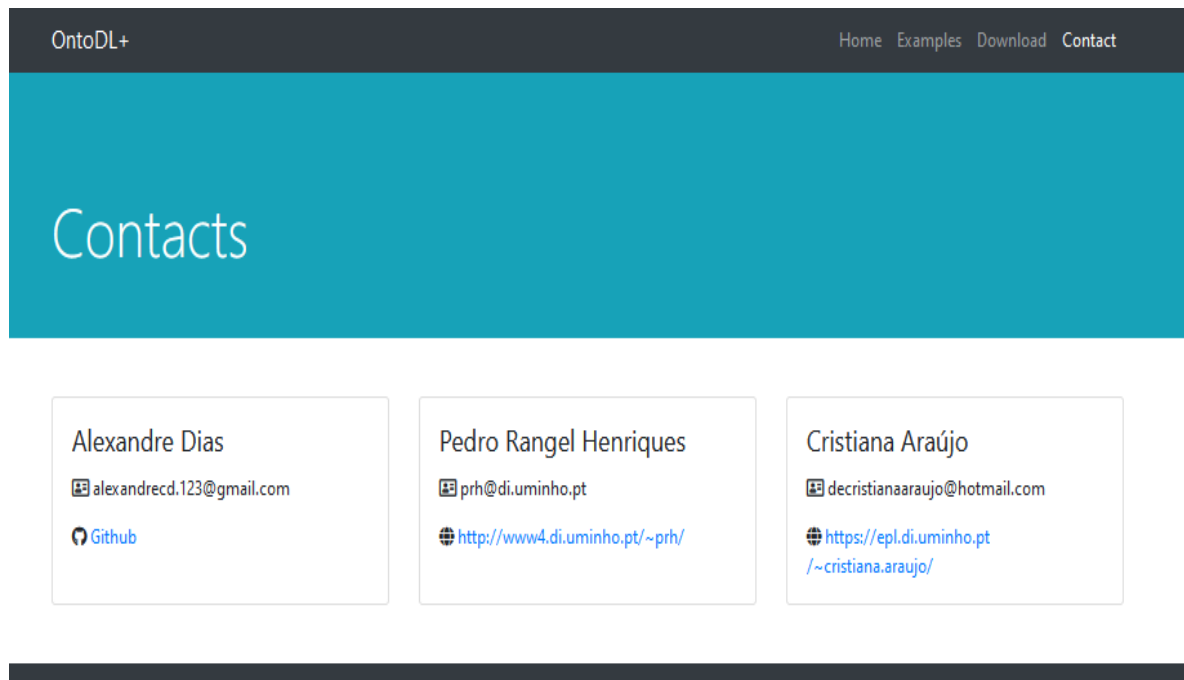 OntoDL+
Home Examples Download Contact
Contacts
Alexandre Dias
alexandrecd.123@gmail.com
Github
Pedro Rangel Henriques
prh@di.uminho.pt
http://www4.di.uminho.pt/~prh/
Cristiana Araújo
decristianaaraujo@hotmail.com
https://epl.di.uminho.pt
/~cristiana.araujo/